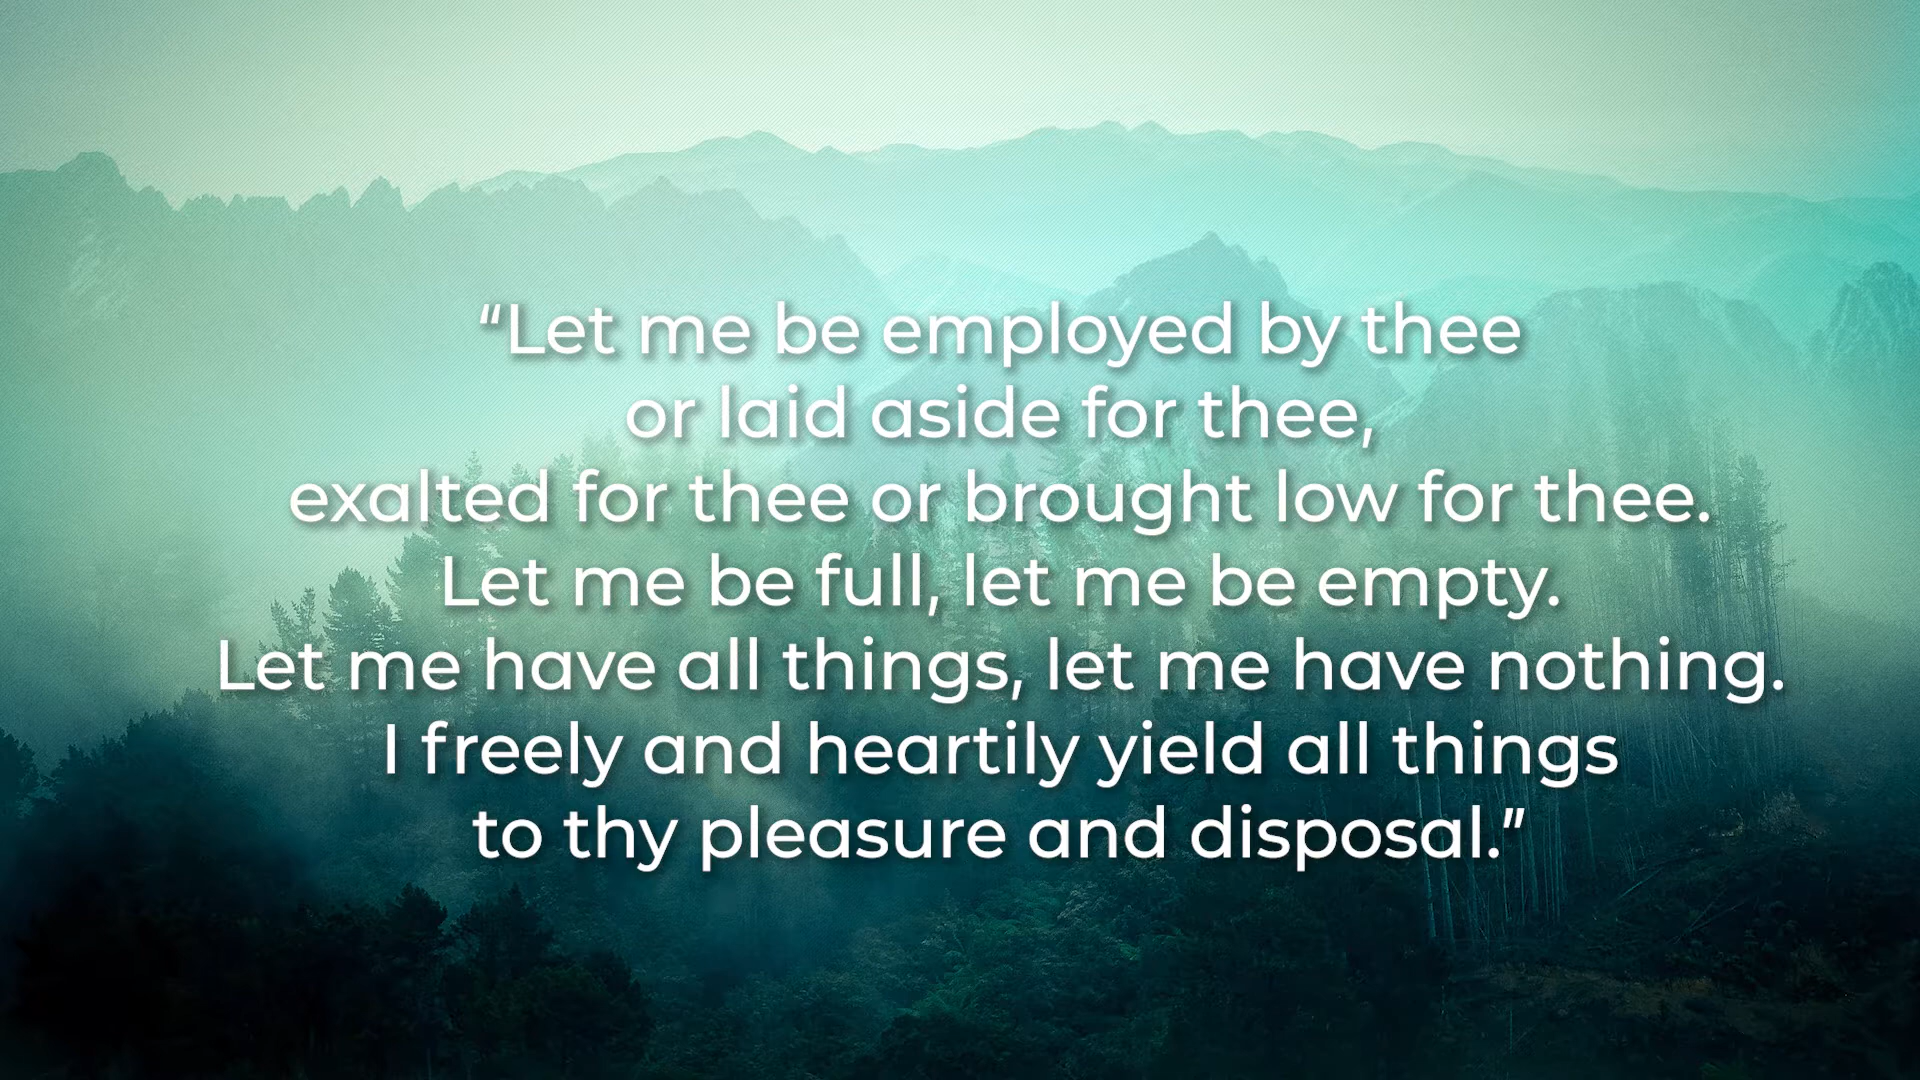 “Let me be employed by thee
or laid aside for thee,
exalted for thee or brought low for thee.
Let me be full, let me be empty.
Let me have all things, let me have nothing.
I freely and heartily yield all things
to thy pleasure and disposal.”